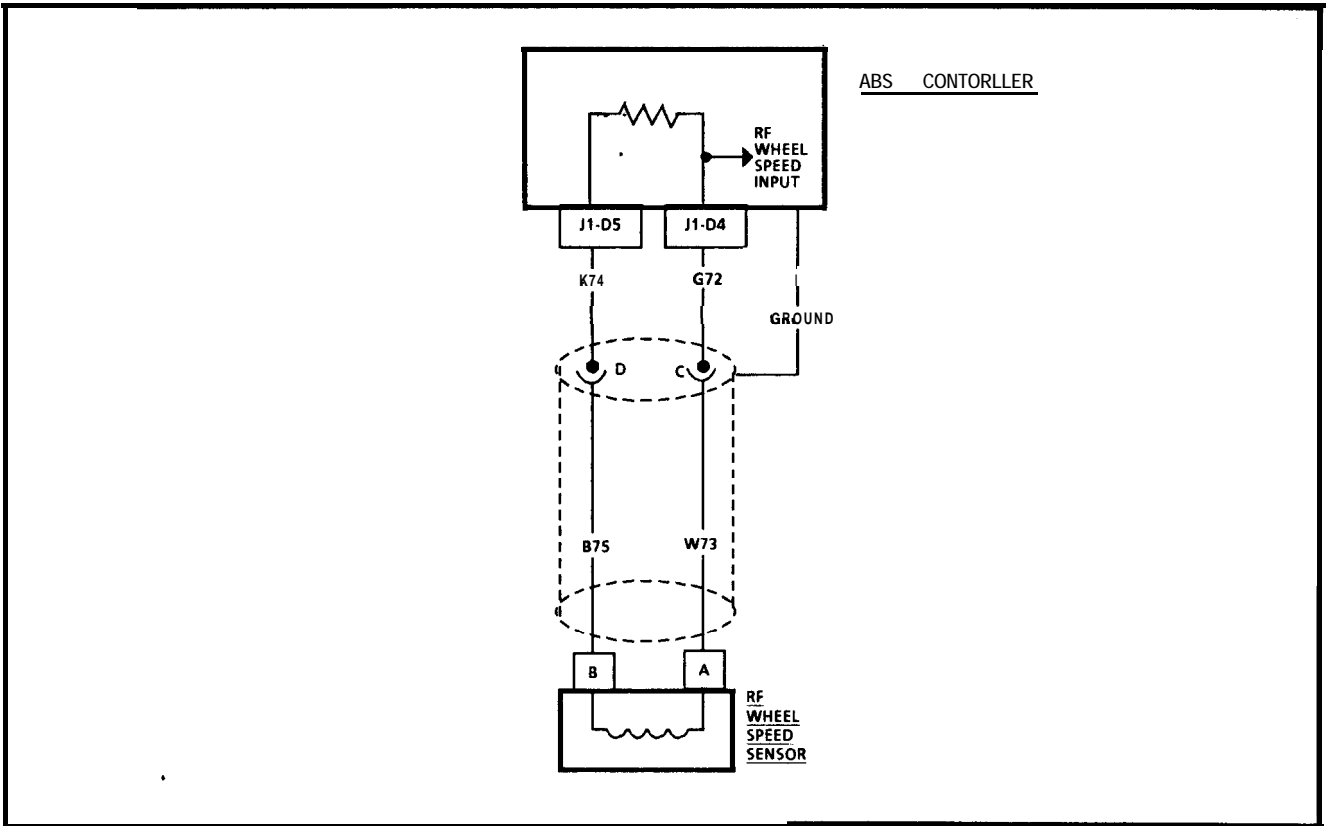 ABS CONTORLLER
RF
WHEEL
SPEED
INPUT
J1-D5 J1-D4
K74 G72
GROUND
D C
B75 W73
B A
RF
WHEEL
SPEED
SENSOR